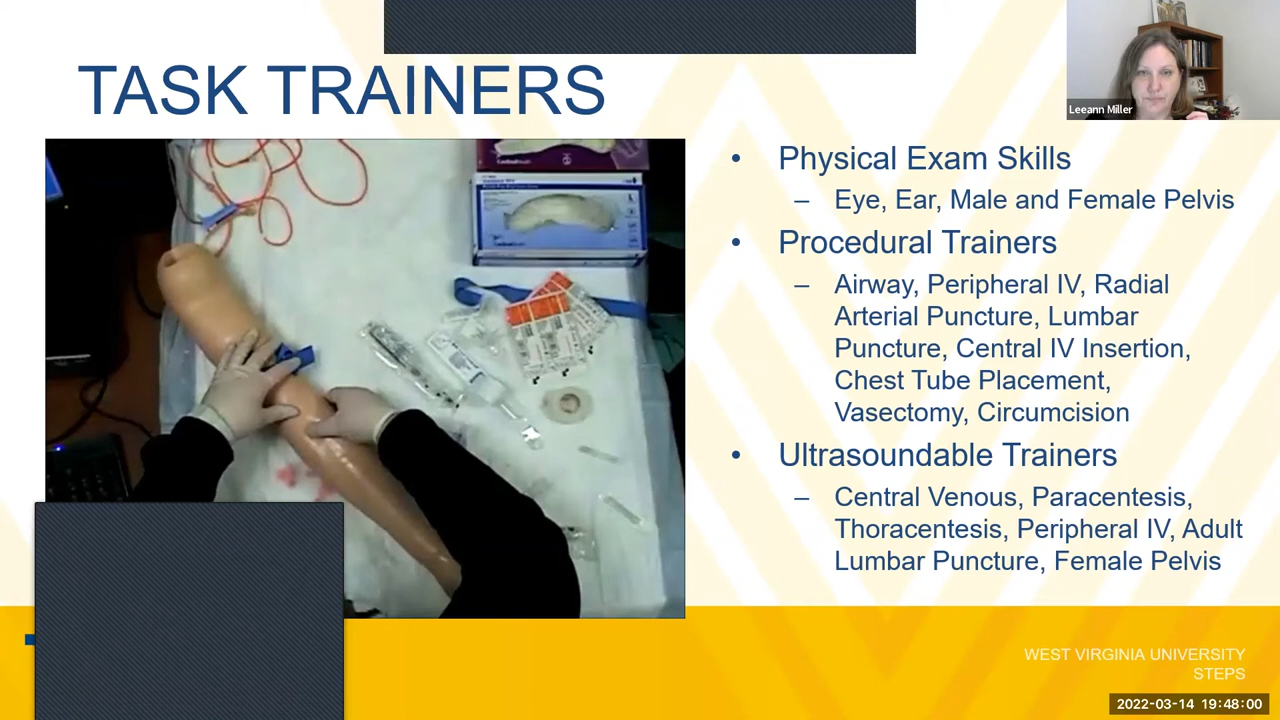 TASK TRAINERS
Leeann Miller
• Physical Exam Skills
– Eye, Ear, Male and Female Pelvis
• Procedural Trainers
– Airway, Peripheral IV, Radial
Arterial Puncture, Lumbar
Puncture, Central IV Insertion,
Chest Tube Placement,
Vasectomy, Circumcision
• Ultrasoundable Trainers
– Central Venous, Paracentesis,
Thoracentesis, Peripheral IV, Adult
Lumbar Puncture, Female Pelvis
WEST VIRGINIA UNIVERSITY
STEPS
2022-03-14 19:48:00